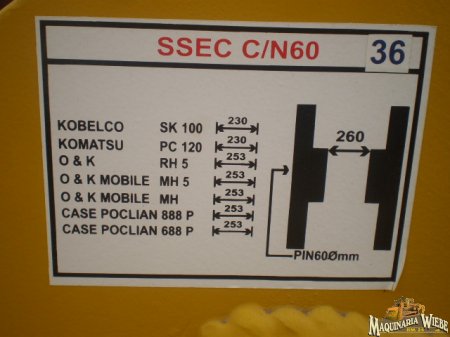 SSEC C/N60 36
KOBELCO SK 100 230
KOMATSU PC 120 230
O & K RH 5 253
O & K MOBILE MH 5 253
O & K MOBILE MH 253
CASE POCLIAN 888 P 253
CASE POCLIAN 688 P 253
260
PIN60Ømm
MAQUINARIA WIEBE